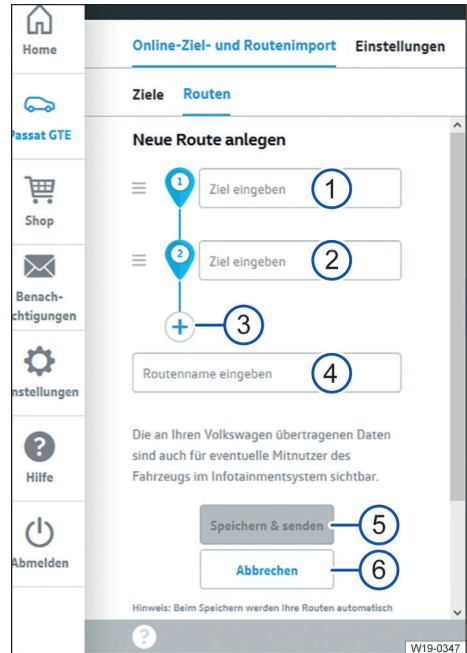 Home
Passat GTE
Shop
Benach-
chtigungen
nstellungen
Hilfe
Abmelden
Online-Ziel- und Routenimport Einstellungen
Ziele Routen
Neue Route anlegen
1 Ziel eingeben 1
2 Ziel eingeben 2
+ 3
Routenname eingeben 4
Die an Ihren Volkswagen übertragenen Daten
sind auch für eventuelle Mitnutzer des
Fahrzeugs im Infotainmentsystem sichtbar.
Speichern & senden 5
Abbrechen 6
Hinweis: Beim Speichern werden Ihre Routen automatisch
?
W19-0347